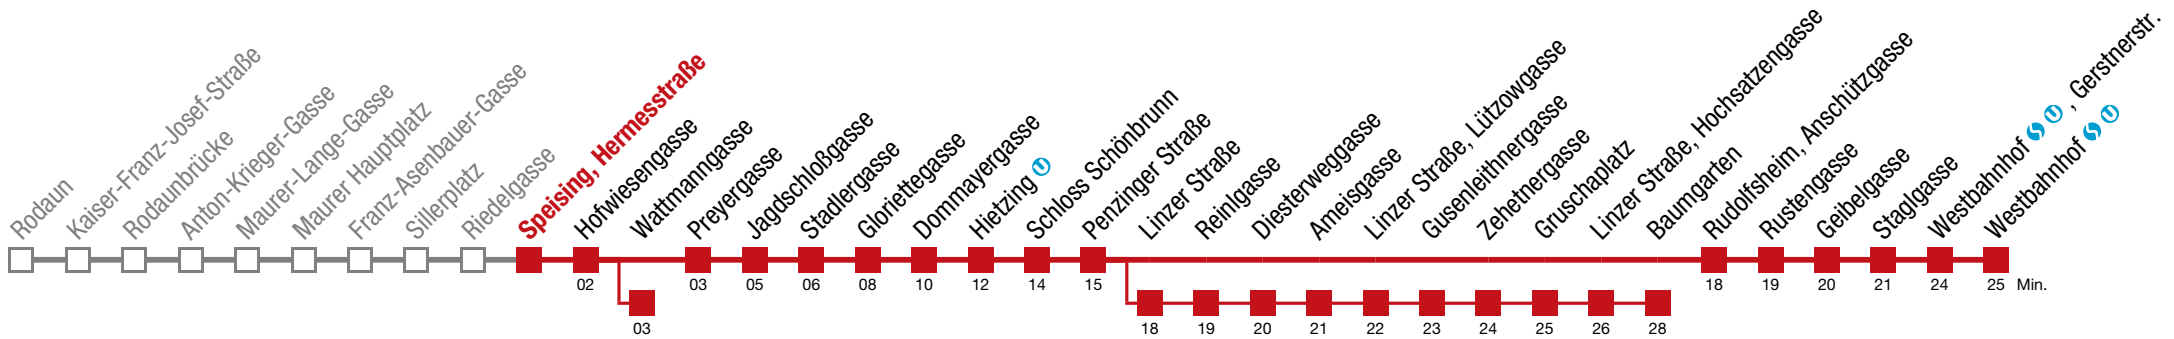 Rodaun
Kaiser-Franz-Josef-Straße
Rodaunbrücke
Anton-Krieger-Gasse
Maurer-Lange-Gasse
Maurer Hauptplatz
Franz-Asenbauer-Gasse
Sillerplatz
Riedelgasse
Speising, Hermesstraße
Hofwiesengasse
Wattmanngasse
Preyergasse
Jagdschloßgasse
Stadlergasse
Gloriettegasse
Dommayergasse
Hietzing U
Schloss Schönbrunn
Penzinger Straße
Linzer Straße
Reinlgasse
Diesterweggasse
Ameisgasse
Linzer Straße, Lützowgasse
Gusenleithnergasse
Zehetnergasse
Gruschaplatz
Linzer Straße, Hochsatzengasse
Baumgarten
Rudolfsheim, Anschützgasse
Rustengasse
Geibelgasse
Staglgasse
Westbahnhof S U , Gerstnerstr.
Westbahnhof S U
02 03 05 06 08 10 12 14 15 18 19 20 21 24 25 Min.
03 18 19 20 21 22 23 24 25 26 28